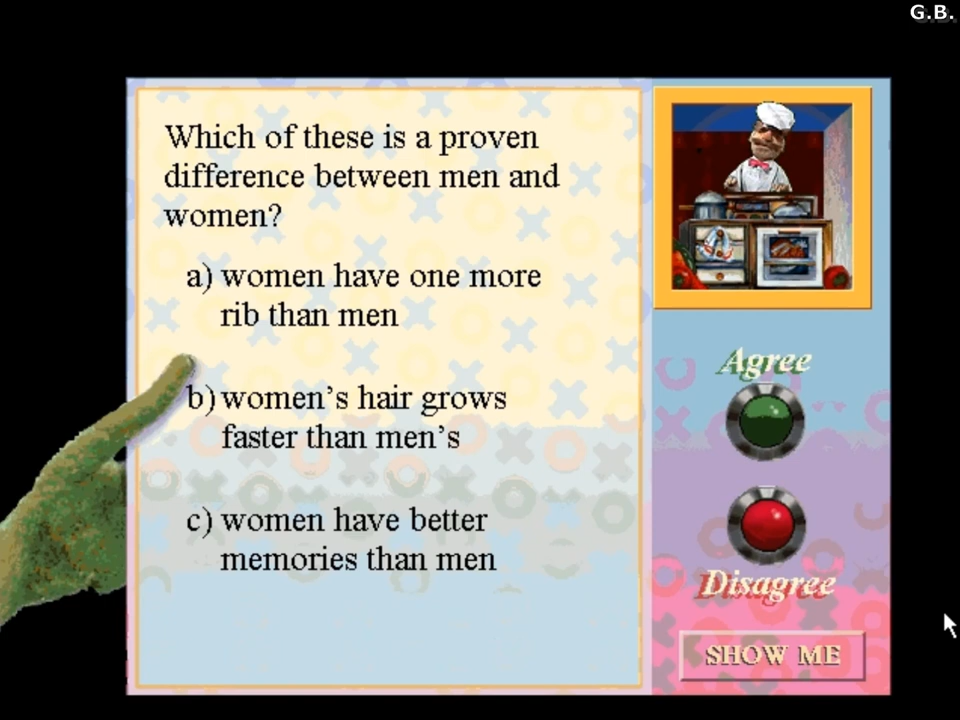 G.B.
Which of these is a proven
difference between men and
women?
a) women have one more
rib than men
b) women’s hair grows
faster than men’s
c) women have better
memories than men
Agree
Disagree
SHOW ME